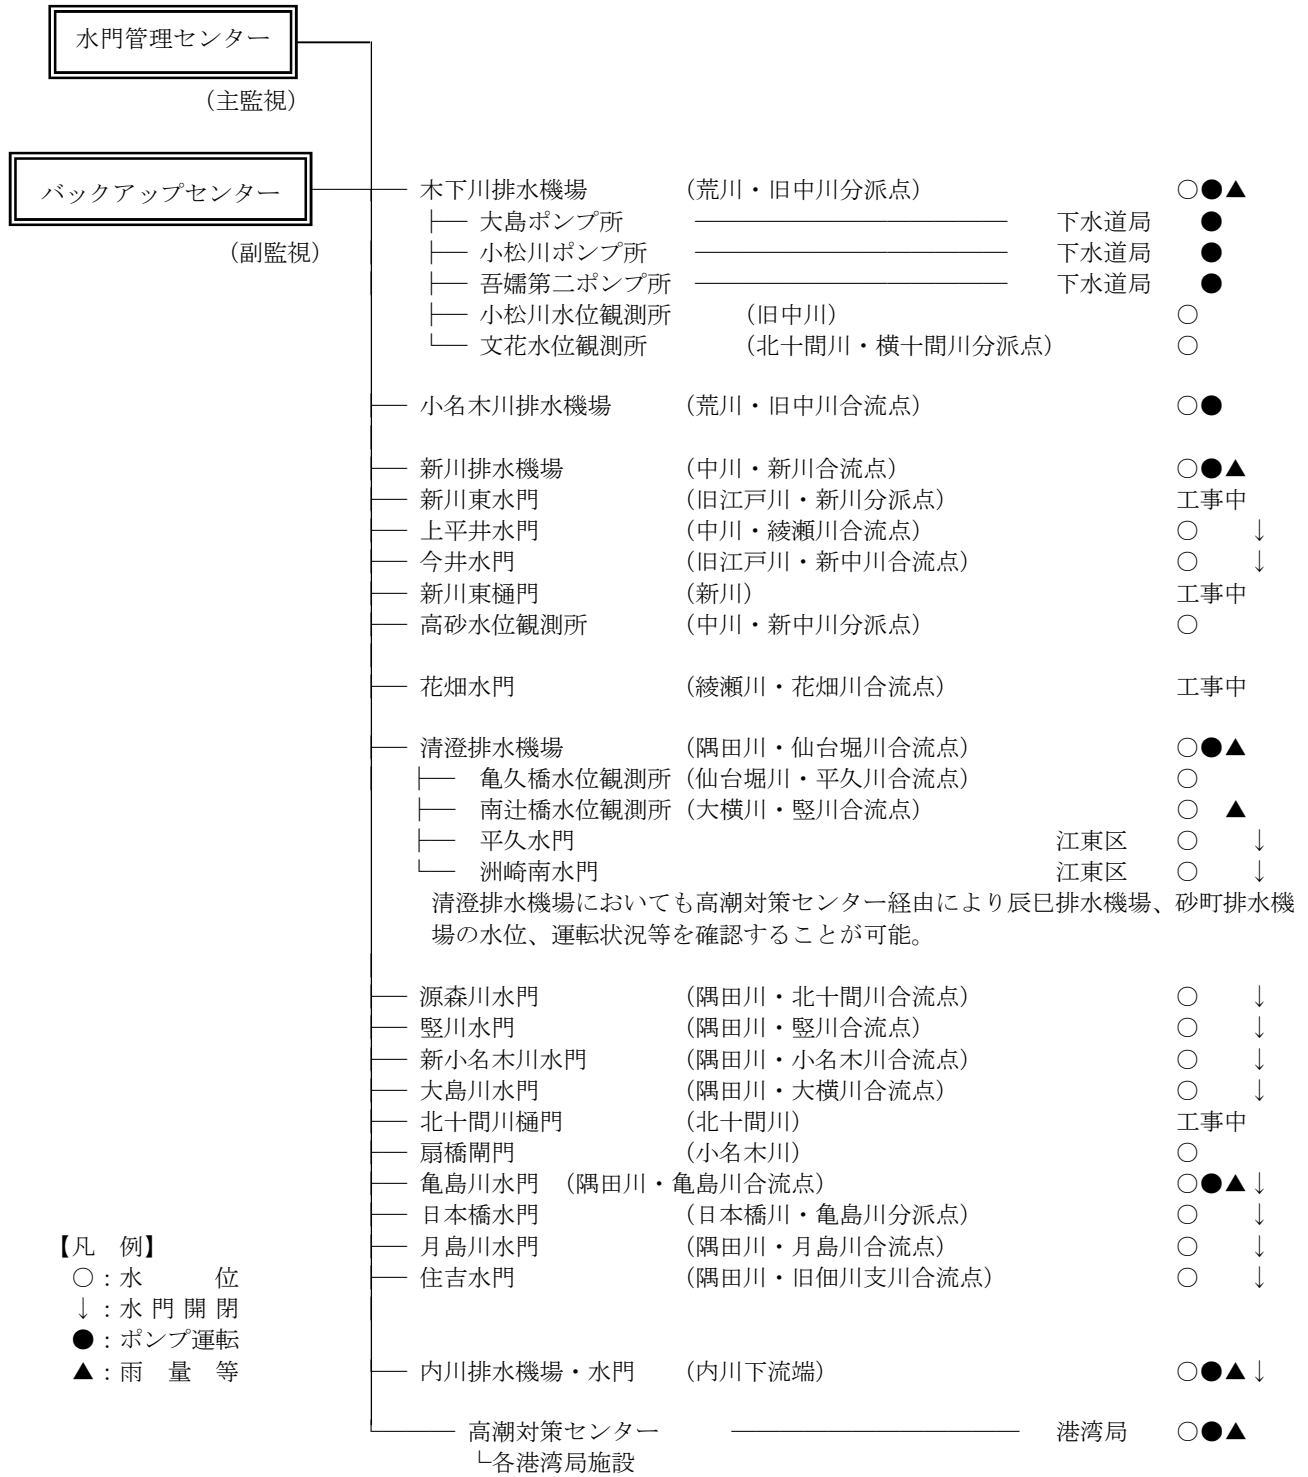 水門管理センター
（主監視）
バックアップセンター
（副監視）
木下川排水機場 （荒川・旧中川分派点） ○●▲
大島ポンプ所 下水道局 ●
小松川ポンプ所 下水道局 ●
吾嬬第二ポンプ所 下水道局 ●
小松川水位観測所 （旧中川） ○
文花水位観測所 （北十間川・横十間川分派点） ○
小名木川排水機場 （荒川・旧中川合流点） ○●
新川排水機場 （中川・新川合流点） ○●▲
新川東水門 （旧江戸川・新川分派点） 工事中
上平井水門 （中川・綾瀬川合流点） ○ ↓
今井水門 （旧江戸川・新中川合流点） ○ ↓
新川東樋門 （新川） 工事中
高砂水位観測所 （中川・新中川分派点） ○
花畑水門 （綾瀬川・花畑川合流点） 工事中
清澄排水機場 （隅田川・仙台堀川合流点） ○●▲
亀久橋水位観測所 （仙台堀川・平久川合流点） ○
南辻橋水位観測所 （大横川・竪川合流点） ○ ▲
平久水門 江東区 ○ ↓
洲崎南水門 江東区 ○ ↓
清澄排水機場においても高潮対策センター経由により辰巳排水機場、砂町排水機
場の水位、運転状況等を確認することが可能。
源森川水門 （隅田川・北十間川合流点） ○ ↓
竪川水門 （隅田川・竪川合流点） ○ ↓
新小名木川水門 （隅田川・小名木川合流点） ○ ↓
大島川水門 （隅田川・大横川合流点） ○ ↓
北十間川樋門 （北十間川） 工事中
扇橋閘門 （小名木川） ○
亀島川水門 （隅田川・亀島川合流点） ○●▲↓
日本橋水門 （日本橋川・亀島川分派点） ○ ↓
月島川水門 （隅田川・月島川合流点） ○ ↓
住吉水門 （隅田川・旧佃川支川合流点） ○ ↓
内川排水機場・水門 （内川下流端） ○●▲↓
高潮対策センター 港湾局 ○●▲
各港湾局施設
【凡 例】
○：水 位
↓：水門開閉
●：ポンプ運転
▲：雨 量 等